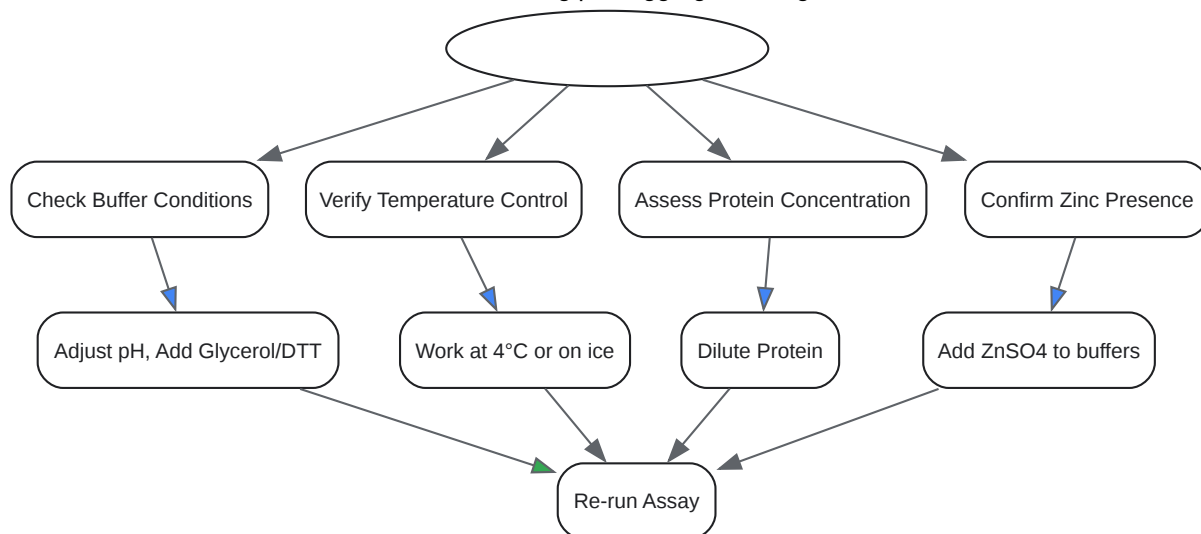 Check Buffer Conditions
Verify Temperature Control
Assess Protein Concentration
Confirm Zinc Presence
Adjust pH, Add Glycerol/DTT
Work at 4°C or on ice
Dilute Protein
Add ZnSO4 to buffers
Re-run Assay